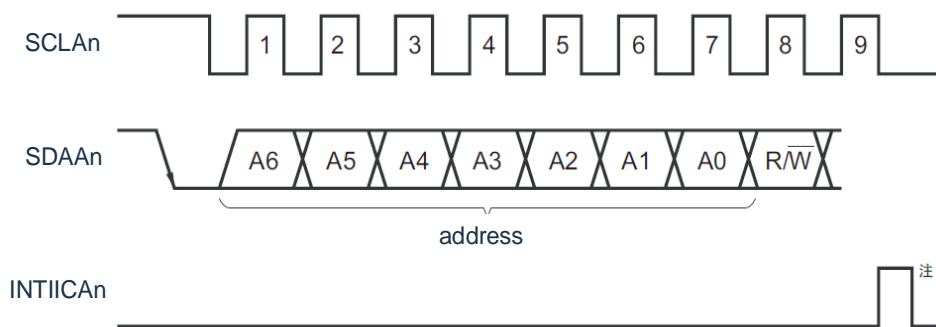 SCLAn
1 2 3 4 5 6 7 8 9
SDAAn
A6 A5 A4 A3 A2 A1 A0 R/W̅
address
INTIICAn
注